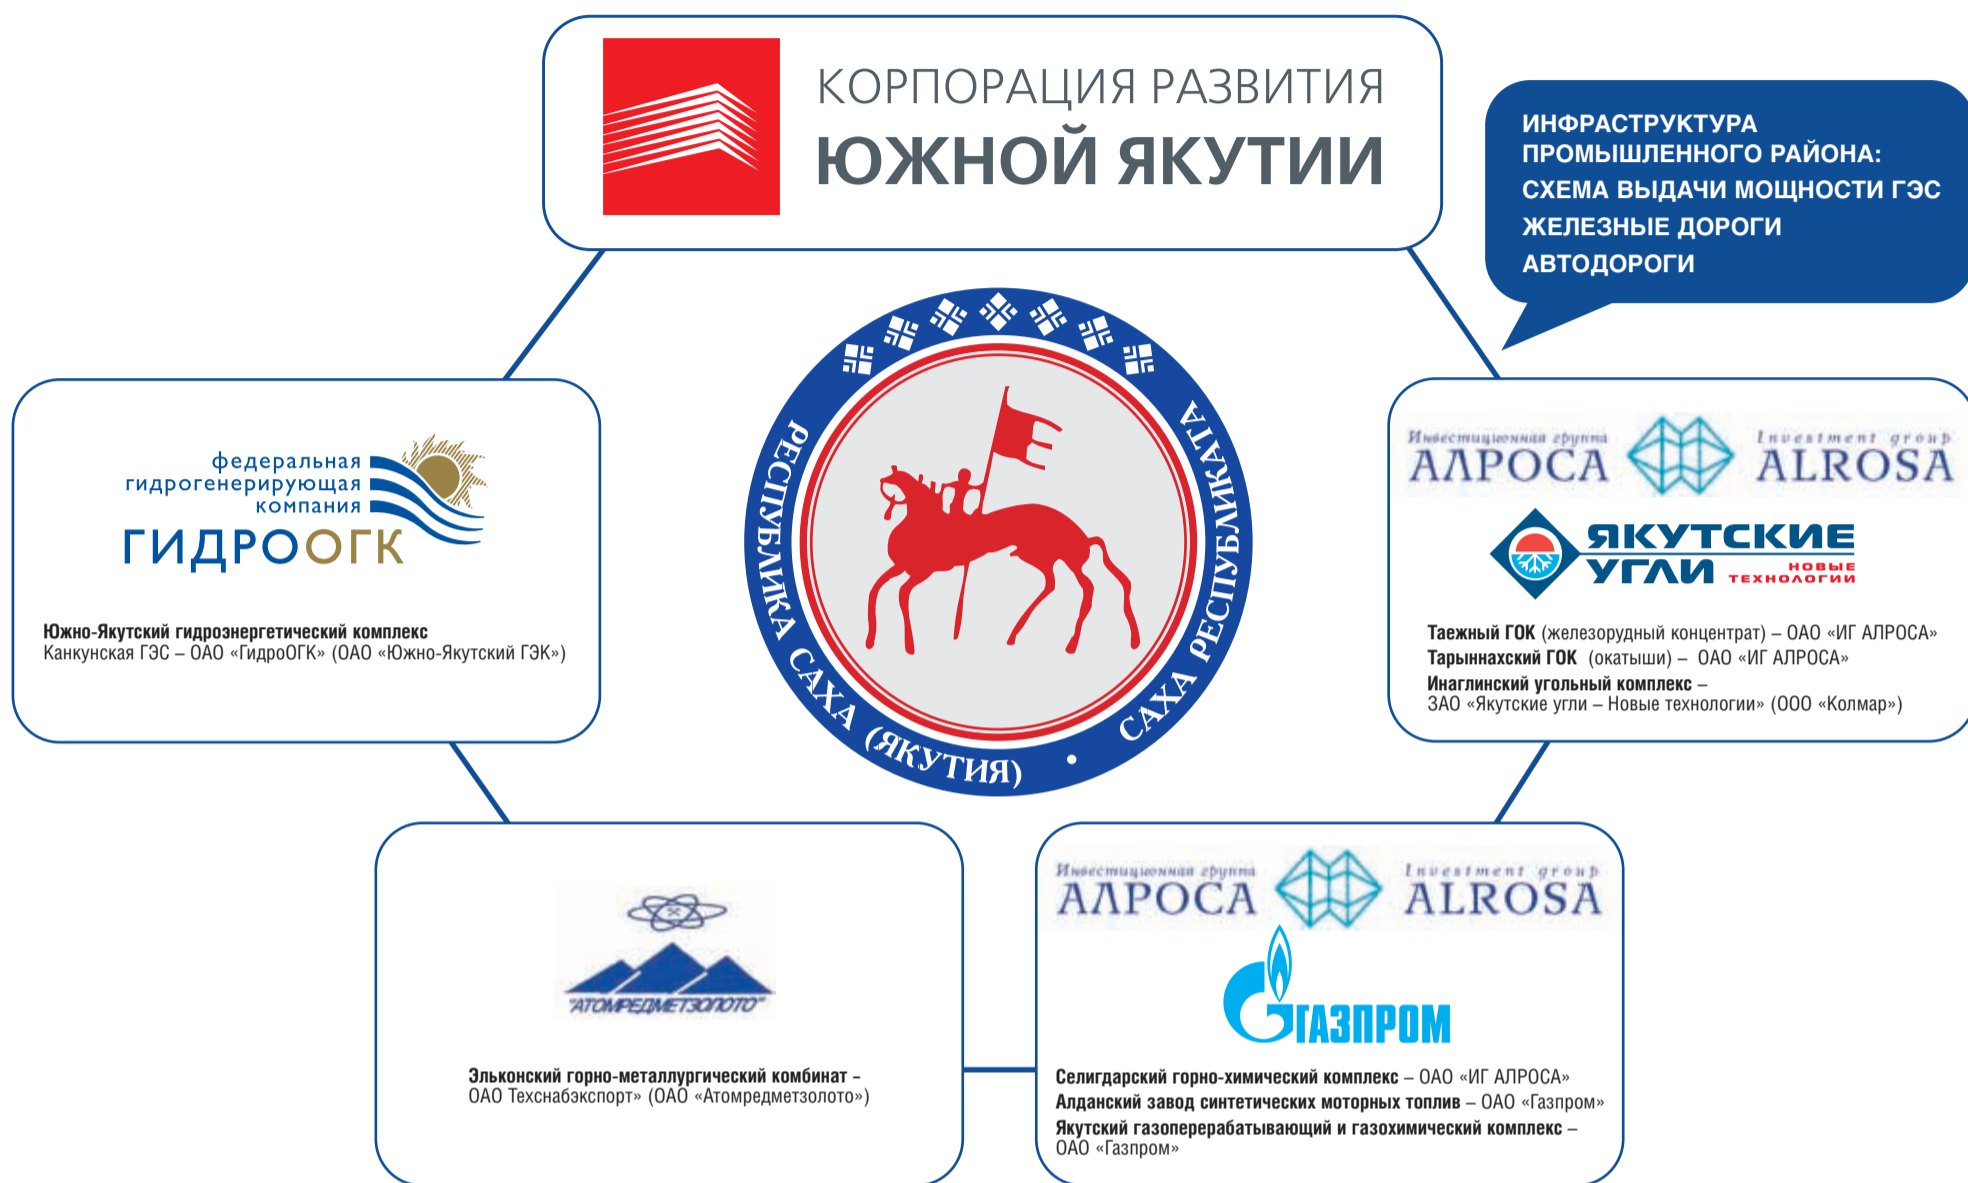 КОРПОРАЦИЯ РАЗВИТИЯ
ЮЖНОЙ ЯКУТИИ
ИНФРАСТРУКТУРА
ПРОМЫШЛЕННОГО РАЙОНА:
СХЕМА ВЫДАЧИ МОЩНОСТИ ГЭС
ЖЕЛЕЗНЫЕ ДОРОГИ
АВТОДОРОГИ
РЕСПУБЛИКА САХА (ЯКУТИЯ) • САХА РЕСПУБЛИКАТА
федеральная
гидрогенерирующая
компания
ГИДРООГК
Южно-Якутский гидроэнергетический комплекс
Канкунская ГЭС – ОАО «ГидроОГК» (ОАО «Южно-Якутский ГЭК»)
Инвестиционная группа
АЛРОСА
Investment group
ALROSA
ЯКУТСКИЕ
УГЛИ
НОВЫЕ
ТЕХНОЛОГИИ
Таежный ГОК (железорудный концентрат) – ОАО «ИГ АЛРОСА»
Тарыннахский ГОК (окатыши) – ОАО «ИГ АЛРОСА»
Инаглинский угольный комплекс –
ЗАО «Якутские угли – Новые технологии» (ООО «Колмар»)
"АТОМРЕДМЕТЗОЛОТО"
Эльконский горно-металлургический комбинат –
ОАО Техснабэкспорт» (ОАО «Атомредметзолото»)
Инвестиционная группа
АЛРОСА
Investment group
ALROSA
ГАЗПРОМ
Селигдарский горно-химический комплекс – ОАО «ИГ АЛРОСА»
Алданский завод синтетических моторных топлив – ОАО «Газпром»
Якутский газоперерабатывающий и газохимический комплекс –
ОАО «Газпром»